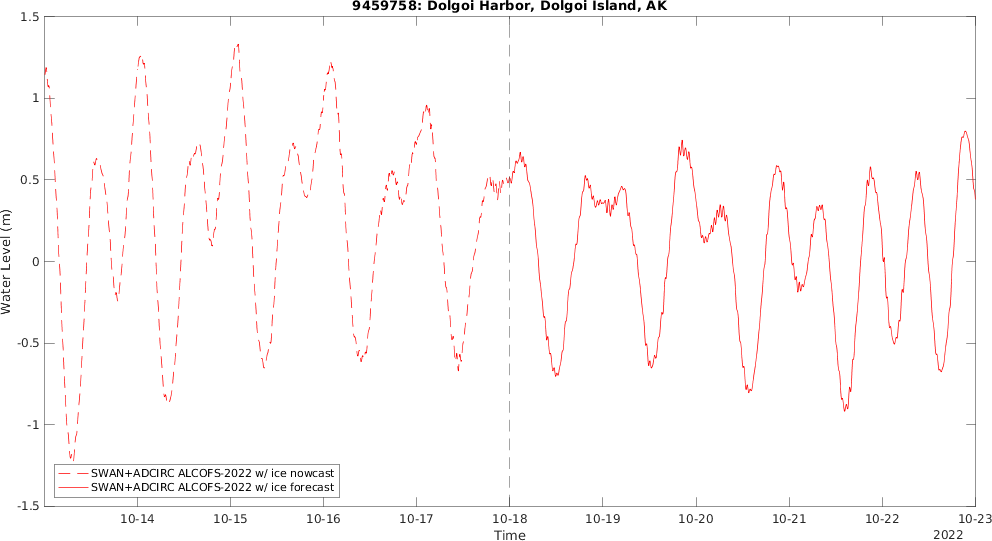 9459758: Dolgoi Harbor, Dolgoi Island, AK
1.5
1
0.5
0
-0.5
-1
-1.5
Water Level (m)
SWAN+ADCIRC ALCOFS-2022 w/ ice nowcast
SWAN+ADCIRC ALCOFS-2022 w/ ice forecast
10-14 10-15 10-16 10-17 10-18 10-19 10-20 10-21 10-22 10-23
Time
2022